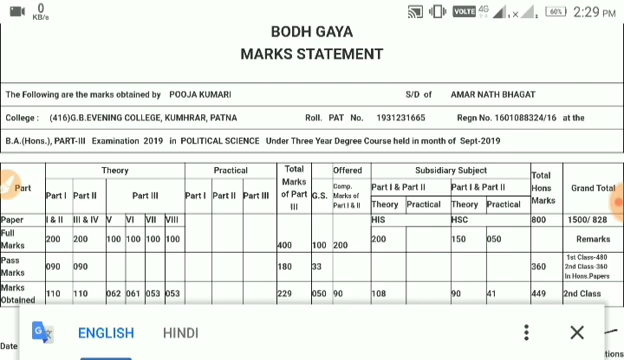 0
KB/s
VOLTE 4G 60% 2:29 PM
BODH GAYA
MARKS STATEMENT
The Following are the marks obtained by POOJA KUMARI S/D of AMAR NATH BHAGAT
College : (416)G.B.EVENING COLLEGE, KUMHRAR, PATNA Roll. PAT No. 1931231665 Regn No. 1601088324/16 at the
B.A.(Hons.), PART-III Examination 2019 in POLITICAL SCIENCE Under Three Year Degree Course held in month of Sept-2019
Part Theory Practical Total Marks of Part III G.S. Offered Comp. Marks of Part I & II Subsidiary Subject Total Hons Marks Grand Total
Part I Part II Part III Part I Part II Part III Part I & Part II Part I & Part II
Theory Practical Theory Practical
Paper I & II III & IV V VI VII VIII HIS HSC 800 1500/ 828
Full Marks 200 200 100 100 100 100 400 100 200 200 150 050 Remarks
Pass Marks 090 090 180 33 360 1st Class-480 2nd Class-360 In Hons.Papers
Marks Obtained 110 110 062 061 053 053 229 050 90 108 90 41 449 2nd Class
G ENGLISH HINDI
Date tions